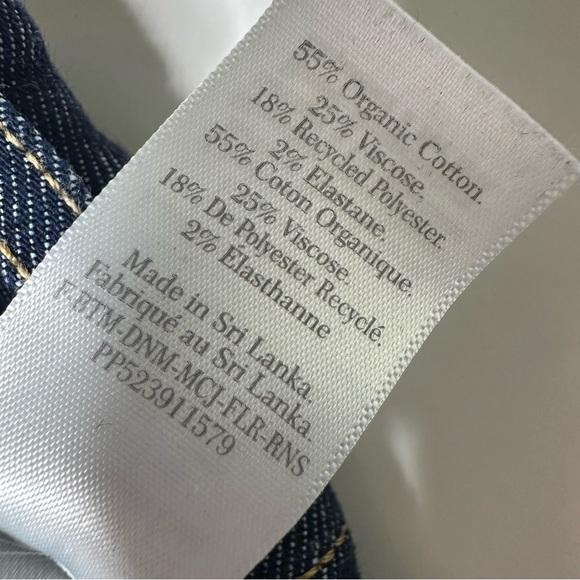 55% Organic Cotton.
25% Viscose.
18% Recycled Polyester.
2% Elastane.
55% Coton Organique.
25% Viscose.
18% De Polyester Recyclé.
2% Elasthanne
Made in Sri Lanka.
Fabriqué au Sri Lanka.
F-BTM-DNM-MCJ-FLR-RNS
PP523911579